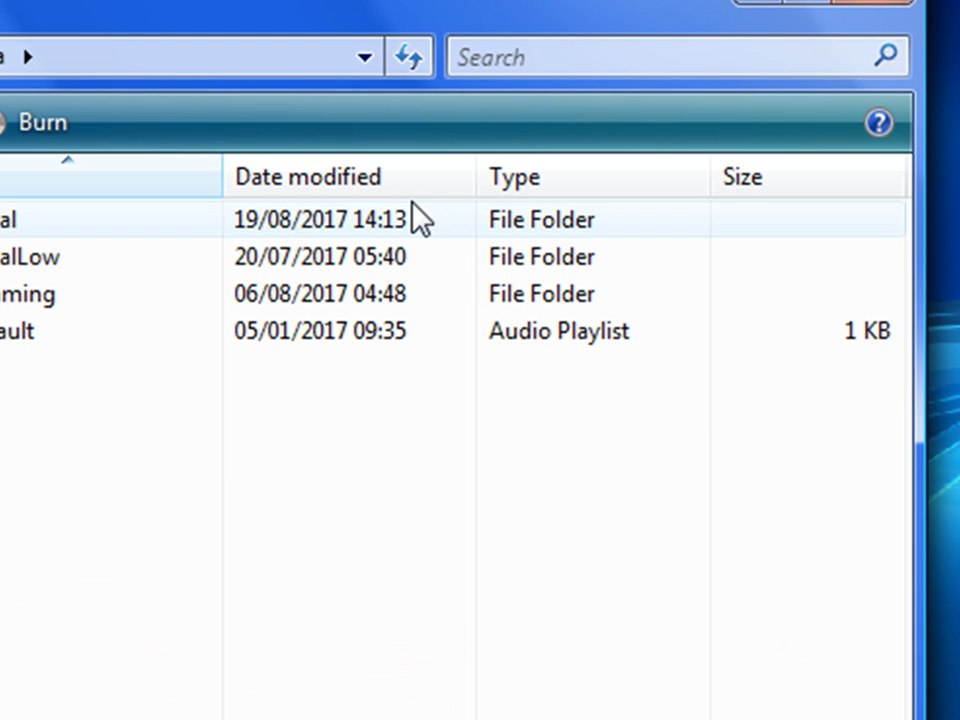 a
Search
Burn
Date modified Type Size
al 19/08/2017 14:13 File Folder
alLow 20/07/2017 05:40 File Folder
ming 06/08/2017 04:48 File Folder
ault 05/01/2017 09:35 Audio Playlist 1 KB